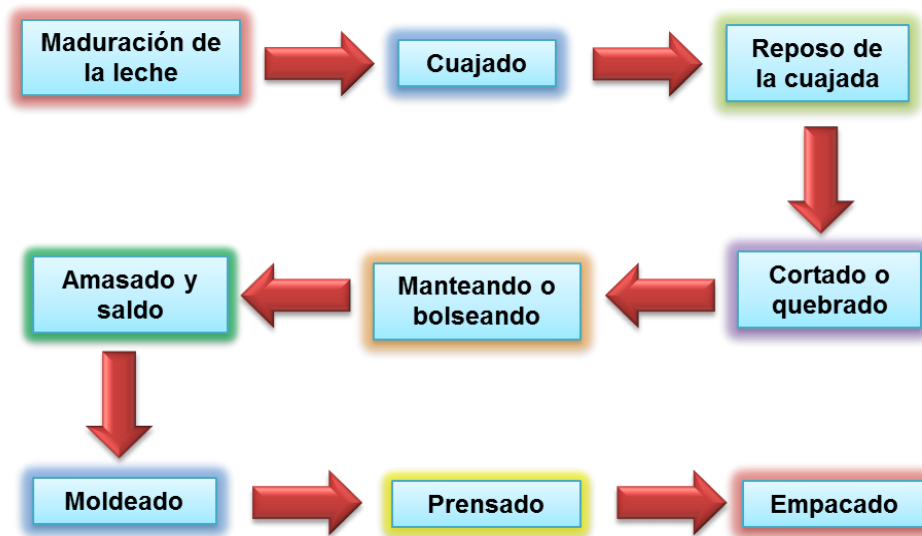 Maduración de
la leche
Cuajado
Reposo de
la cuajada
Cortado o
quebrado
Manteando o
bolseando
Amasado y
saldo
Moldeado
Prensado
Empacado